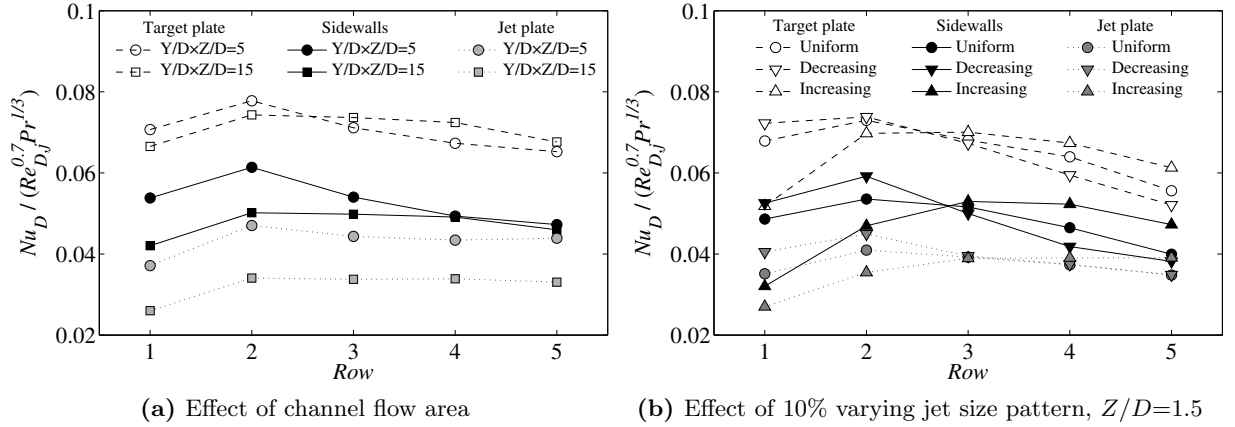 0.1
0.08
0.06
0.04
0.02
Nu_D / (Re_{D,j}^{0.7} Pr^{1/3})
Target plate Sidewalls Jet plate
Y/D×Z/D=5 Y/D×Z/D=5 Y/D×Z/D=5
Y/D×Z/D=15 Y/D×Z/D=15 Y/D×Z/D=15
1 2 3 4 5
Row
(a) Effect of channel flow area
0.1
0.08
0.06
0.04
0.02
Nu_D / (Re_{D,j}^{0.7} Pr^{1/3})
Target plate Sidewalls Jet plate
Uniform Uniform Uniform
Decreasing Decreasing Decreasing
Increasing Increasing Increasing
1 2 3 4 5
Row
(b) Effect of 10% varying jet size pattern, Z/D=1.5